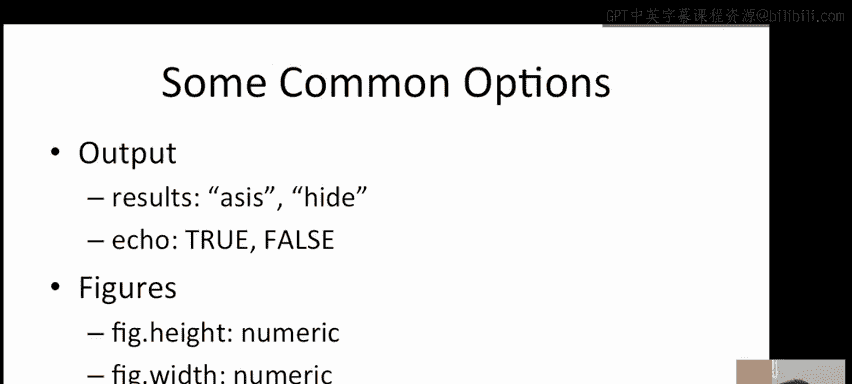 GPT中英字幕课程资源@bilibili.com
Some Common Options
• Output
– results: “asis”, “hide”
– echo: TRUE, FALSE
• Figures
– fig.height: numeric
– fig.width: numeric